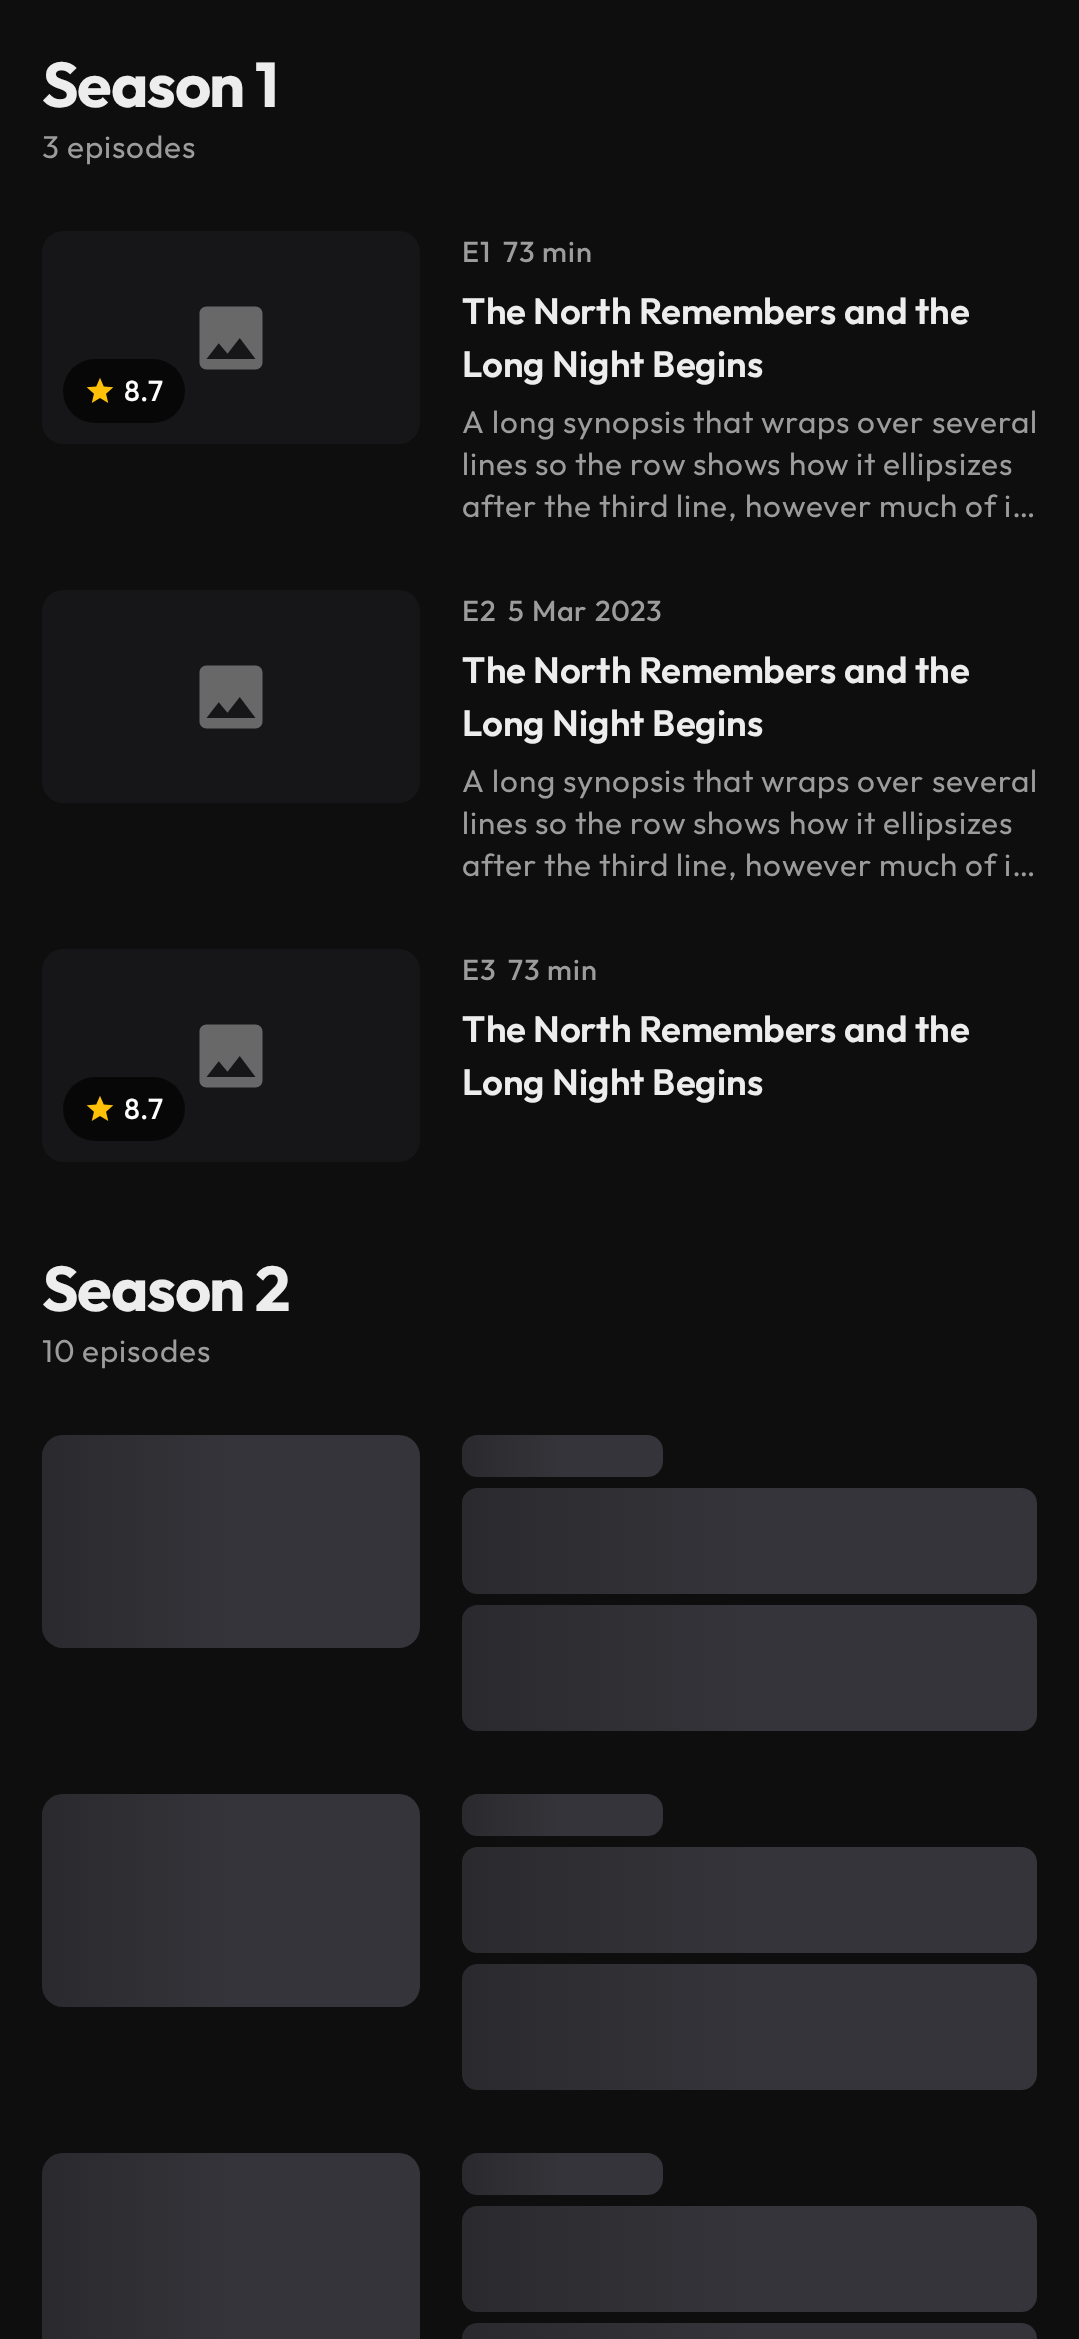 Season 1
3 episodes
E1 73 min
The North Remembers and the
Long Night Begins
A long synopsis that wraps over several
lines so the row shows how it ellipsizes
after the third line, however much of i…
8.7
E2 5 Mar 2023
The North Remembers and the
Long Night Begins
A long synopsis that wraps over several
lines so the row shows how it ellipsizes
after the third line, however much of i…
E3 73 min
The North Remembers and the
Long Night Begins
8.7
Season 2
10 episodes